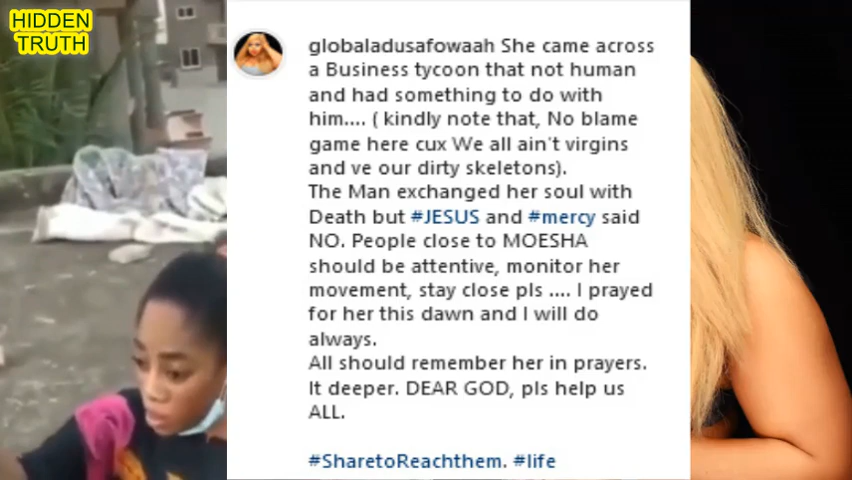 HIDDEN
TRUTH
globaladusafowaah She came across
a Business tycoon that not human
and had something to do with
him.... ( kindly note that, No blame
game here cux We all ain't virgins
and ve our dirty skeletons).
The Man exchanged her soul with
Death but #JESUS and #mercy said
NO. People close to MOESHA
should be attentive, monitor her
movement, stay close pls .... I prayed
for her this dawn and I will do
always.
All should remember her in prayers.
It deeper. DEAR GOD, pls help us
ALL.
#SharetoReachthem. #life